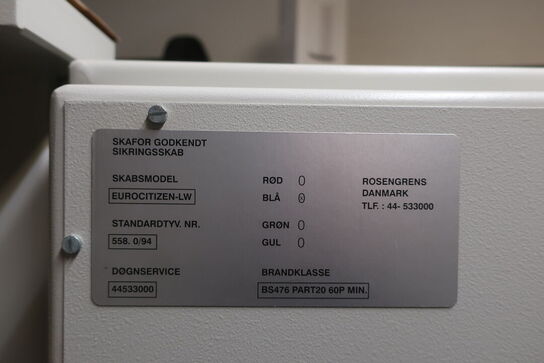 SKAFOR GODKENDT
SIKRINGSSKAB
SKABSMODEL
EUROCITIZEN-LW
STANDARDTYV. NR.
558. 0/94
DØGNSERVICE
44533000
RØD
BLÅ
GRØN
GUL
BRANDKLASSE
BS476 PART20 60P MIN.
ROSENGRENS
DANMARK
TLF. : 44- 533000